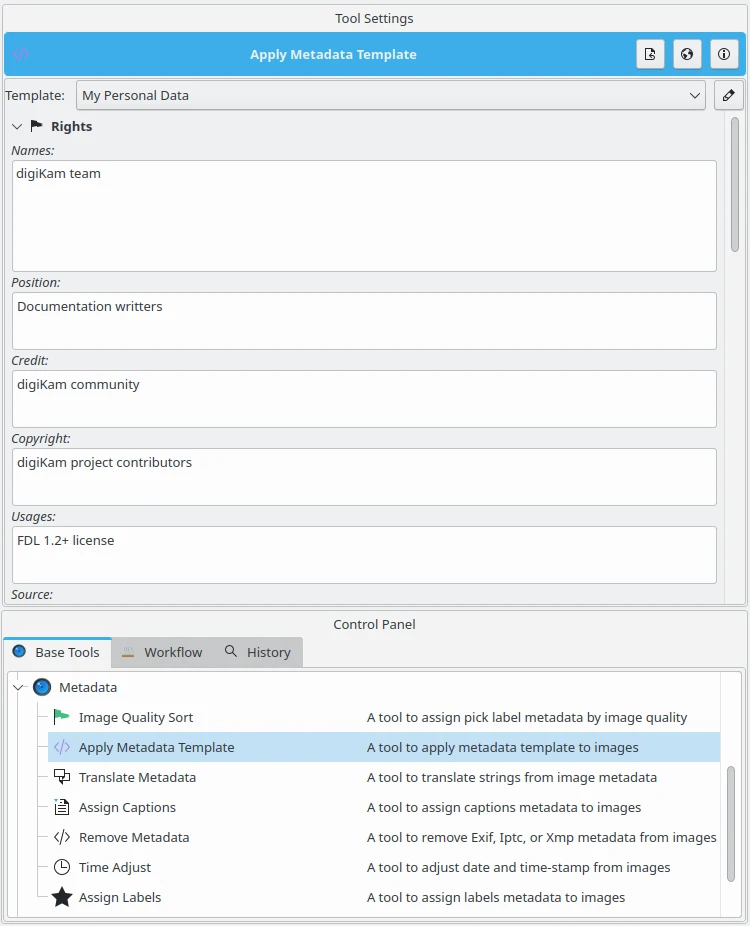 Tool Settings
Apply Metadata Template
Template: My Personal Data
Rights
Names:
digiKam team
Position:
Documentation writters
Credit:
digiKam community
Copyright:
digiKam project contributors
Usages:
FDL 1.2+ license
Source:
Control Panel
Base Tools Workflow History
Metadata
Image Quality Sort A tool to assign pick label metadata by image quality
Apply Metadata Template A tool to apply metadata template to images
Translate Metadata A tool to translate strings from image metadata
Assign Captions A tool to assign captions metadata to images
Remove Metadata A tool to remove Exif, Iptc, or Xmp metadata from images
Time Adjust A tool to adjust date and time-stamp from images
Assign Labels A tool to assign labels metadata to images